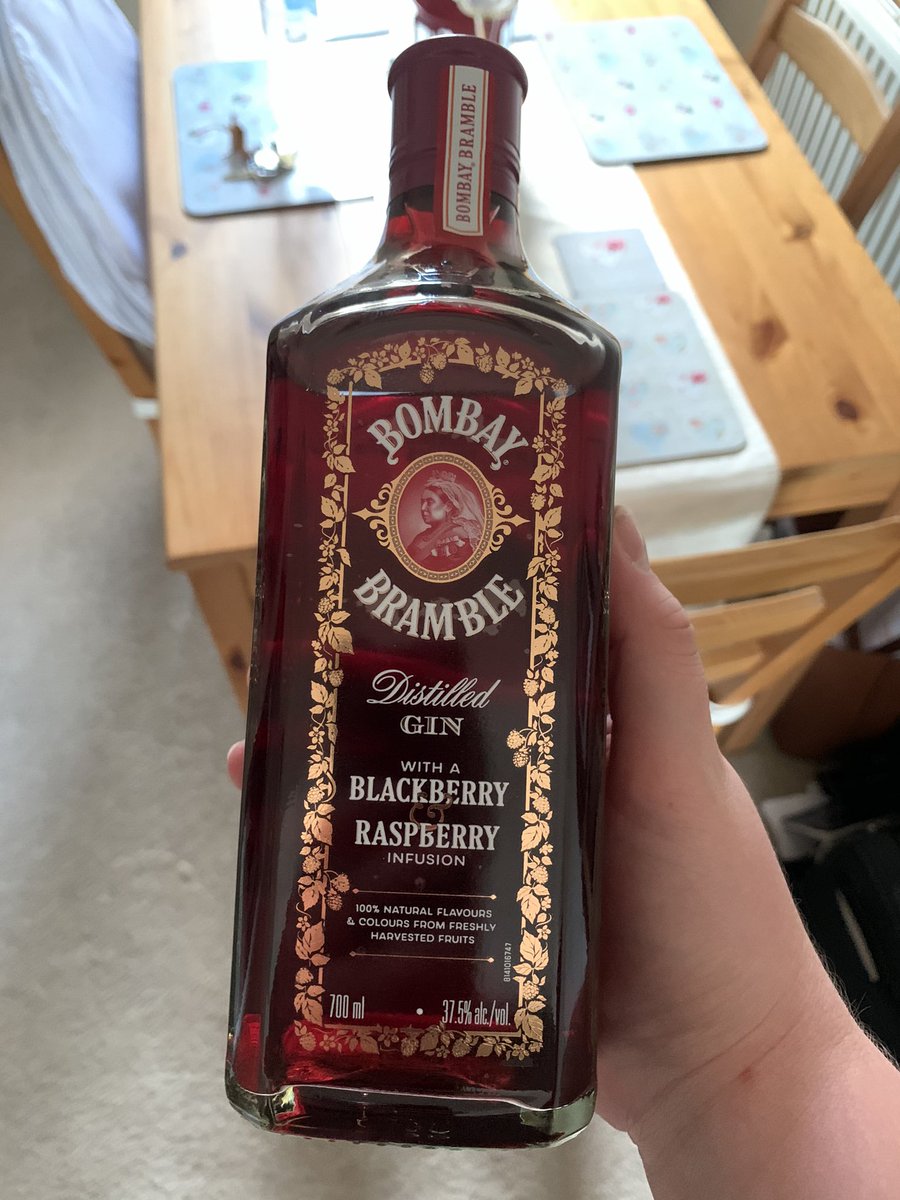 BOMBAY BRAMBLE
BOMBAY
BRAMBLE
Distilled
GIN
WITH A
BLACKBERRY
&
RASPBERRY
INFUSION
100% NATURAL FLAVOURS
& COLOURS FROM FRESHLY
HARVESTED FRUITS
8141016747
700 ml • 37.5% alc./vol.